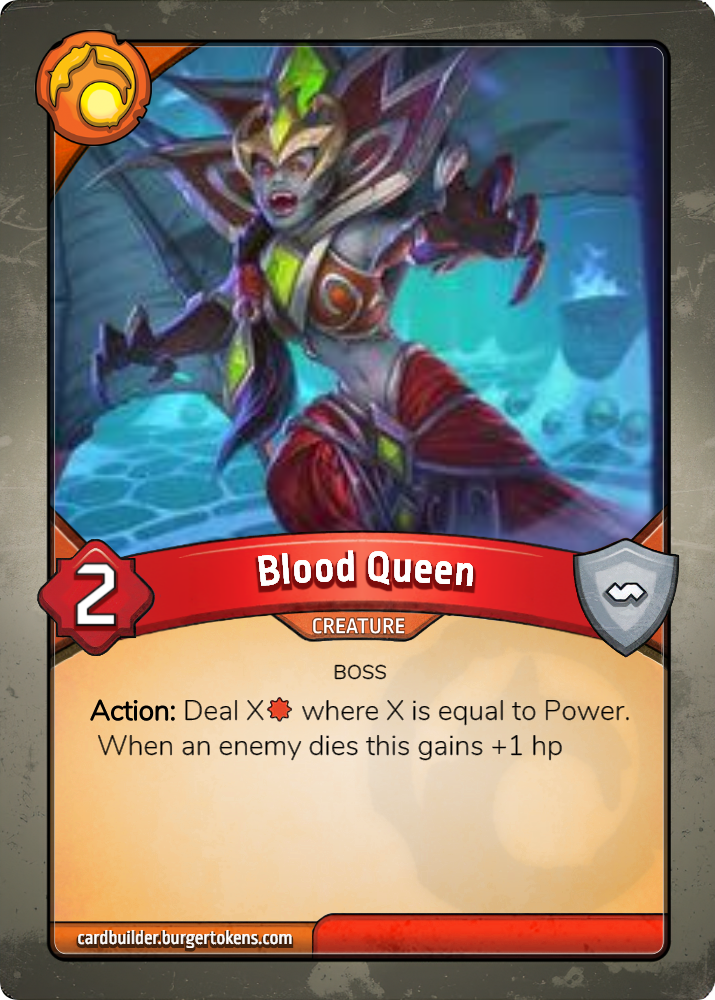 Blood Queen
2
CREATURE
BOSS
Action: Deal X where X is equal to Power.
When an enemy dies this gains +1 hp
cardbuilder.burgertokens.com